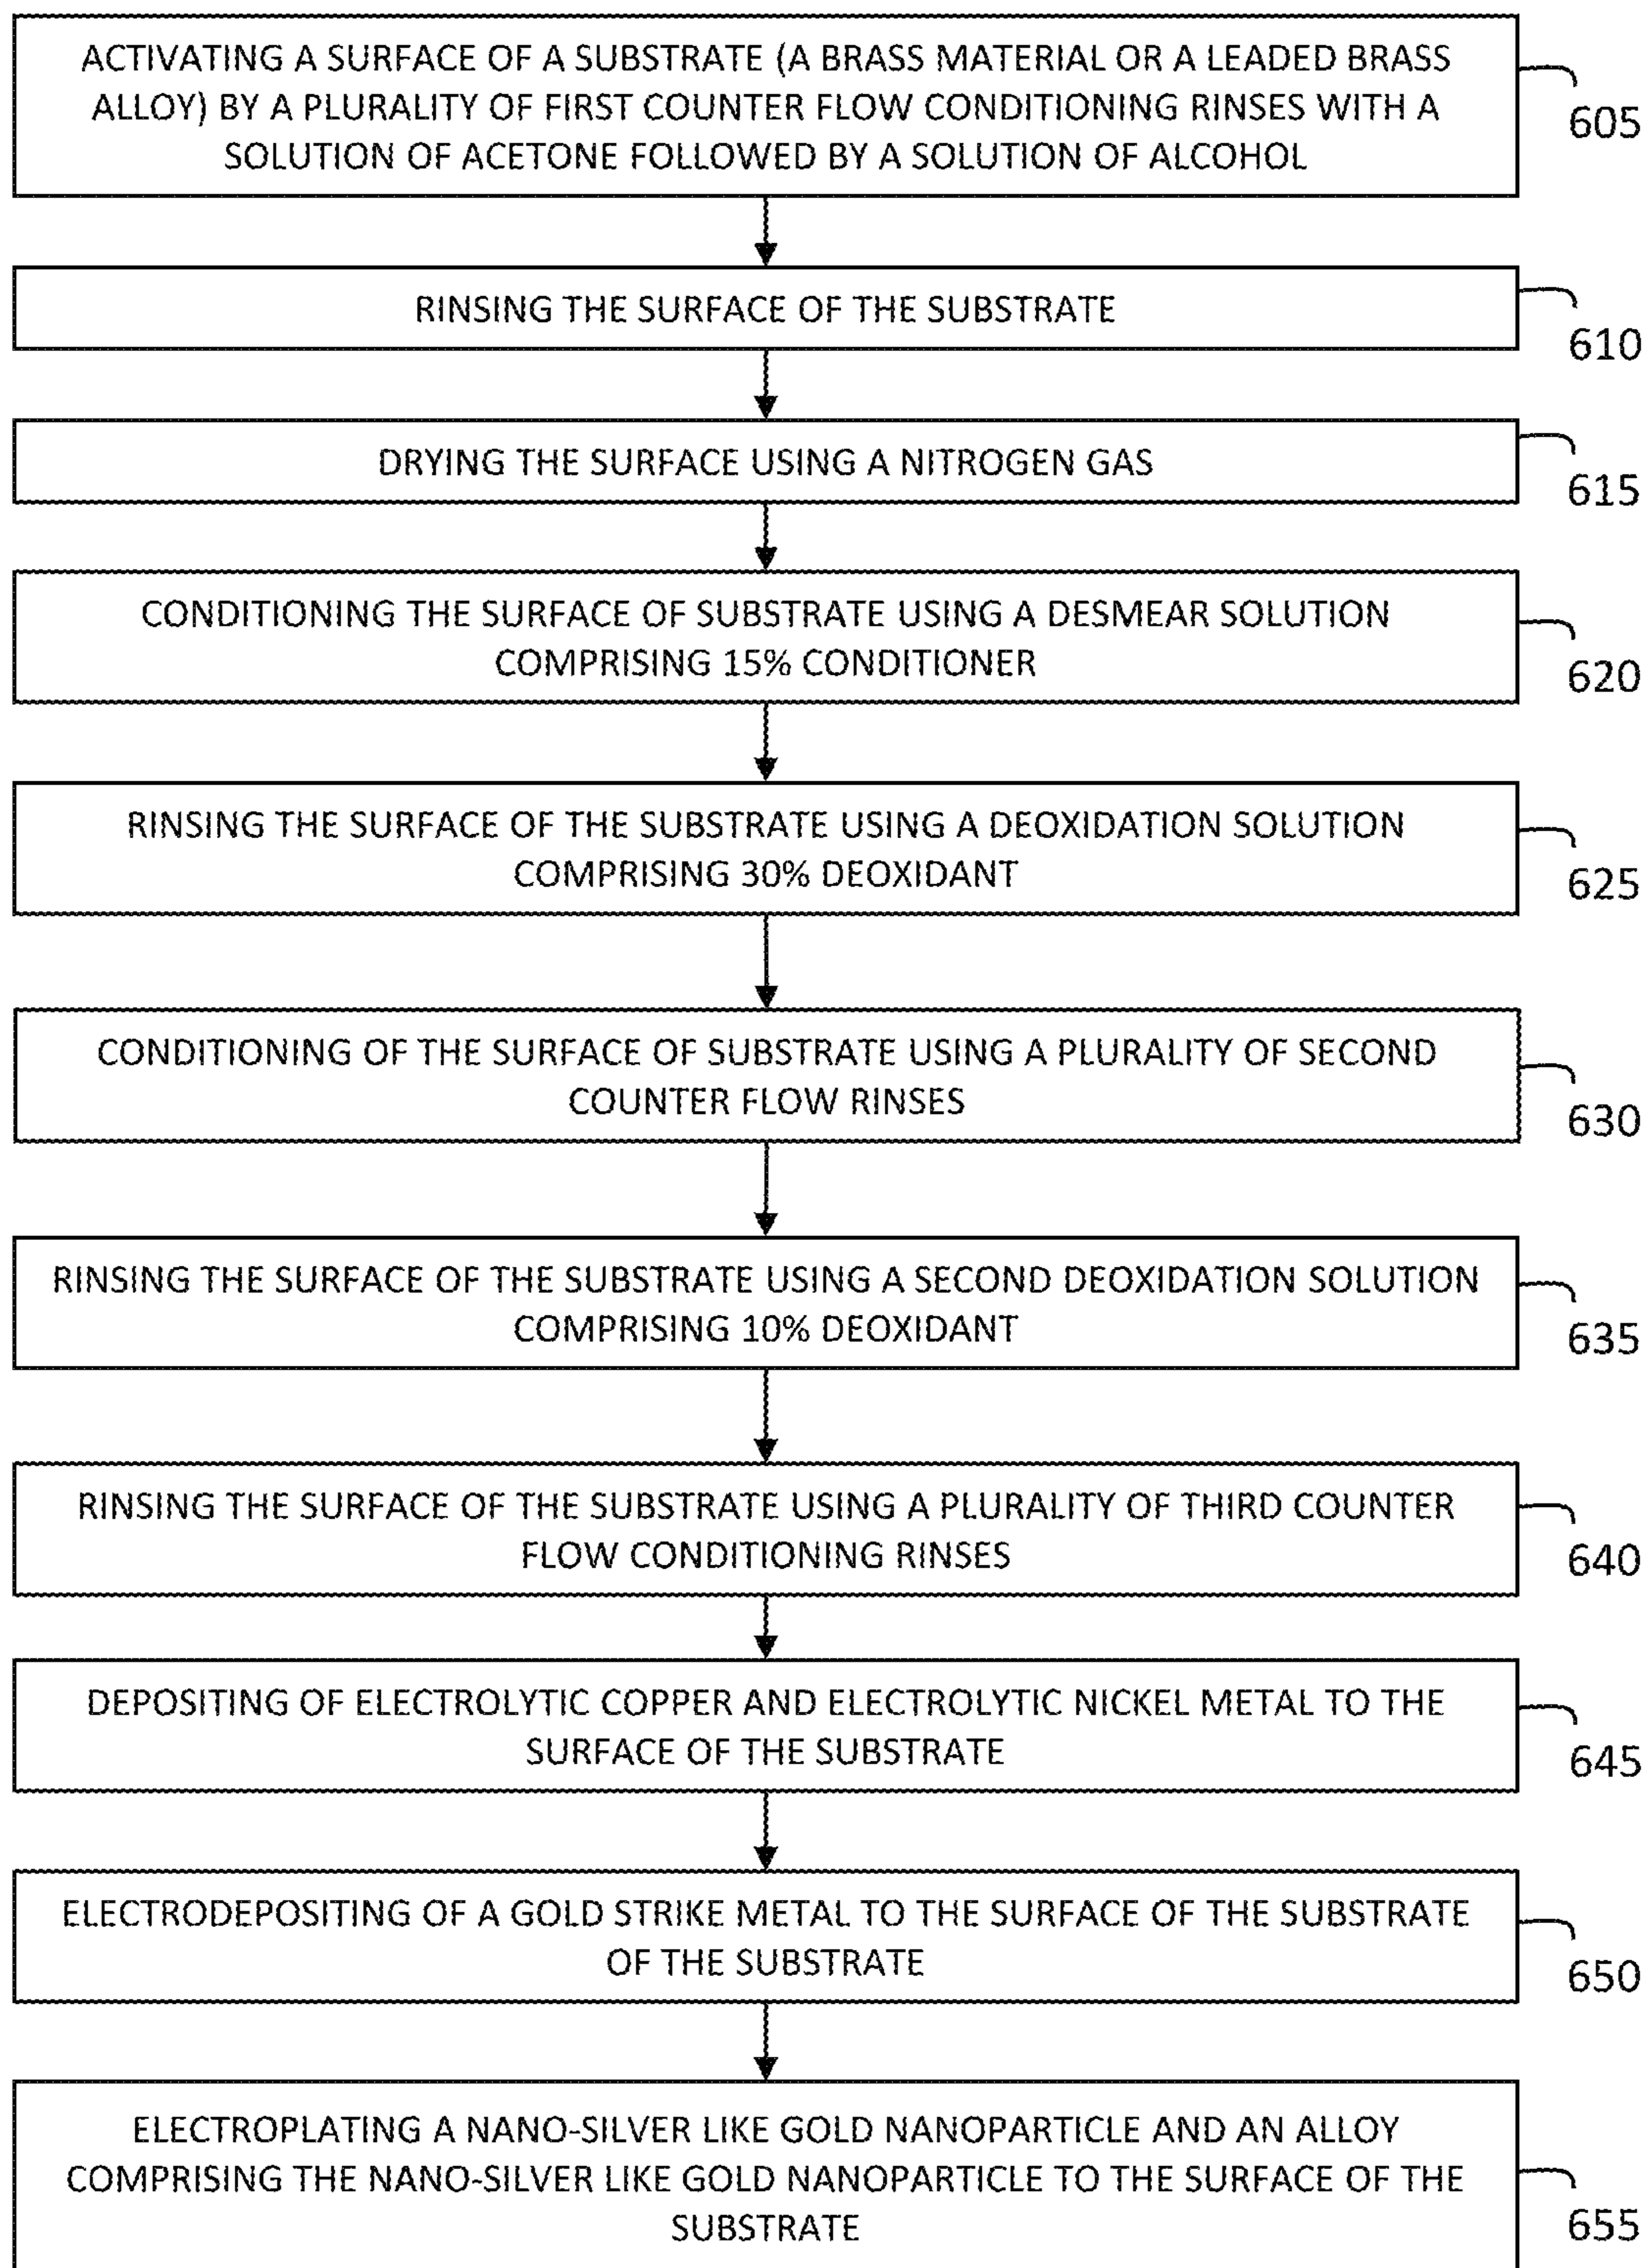 ACTIVATING A SURFACE OF A SUBSTRATE (A BRASS MATERIAL OR A LEADED BRASS
ALLOY) BY A PLURALITY OF FIRST COUNTER FLOW CONDITIONING RINSES WITH A
SOLUTION OF ACETONE FOLLOWED BY A SOLUTION OF ALCOHOL
605
RINSING THE SURFACE OF THE SUBSTRATE
610
DRYING THE SURFACE USING A NITROGEN GAS
615
CONDITIONING THE SURFACE OF SUBSTRATE USING A DESMEAR SOLUTION
COMPRISING 15% CONDITIONER
620
RINSING THE SURFACE OF THE SUBSTRATE USING A DEOXIDATION SOLUTION
COMPRISING 30% DEOXIDANT
625
CONDITIONING OF THE SURFACE OF SUBSTRATE USING A PLURALITY OF SECOND
COUNTER FLOW RINSES
630
RINSING THE SURFACE OF THE SUBSTRATE USING A SECOND DEOXIDATION SOLUTION
COMPRISING 10% DEOXIDANT
635
RINSING THE SURFACE OF THE SUBSTRATE USING A PLURALITY OF THIRD COUNTER
FLOW CONDITIONING RINSES
640
DEPOSITING OF ELECTROLYTIC COPPER AND ELECTROLYTIC NICKEL METAL TO THE
SURFACE OF THE SUBSTRATE
645
ELECTRODEPOSITING OF A GOLD STRIKE METAL TO THE SURFACE OF THE SUBSTRATE
OF THE SUBSTRATE
650
ELECTROPLATING A NANO-SILVER LIKE GOLD NANOPARTICLE AND AN ALLOY
COMPRISING THE NANO-SILVER LIKE GOLD NANOPARTICLE TO THE SURFACE OF THE
SUBSTRATE
655